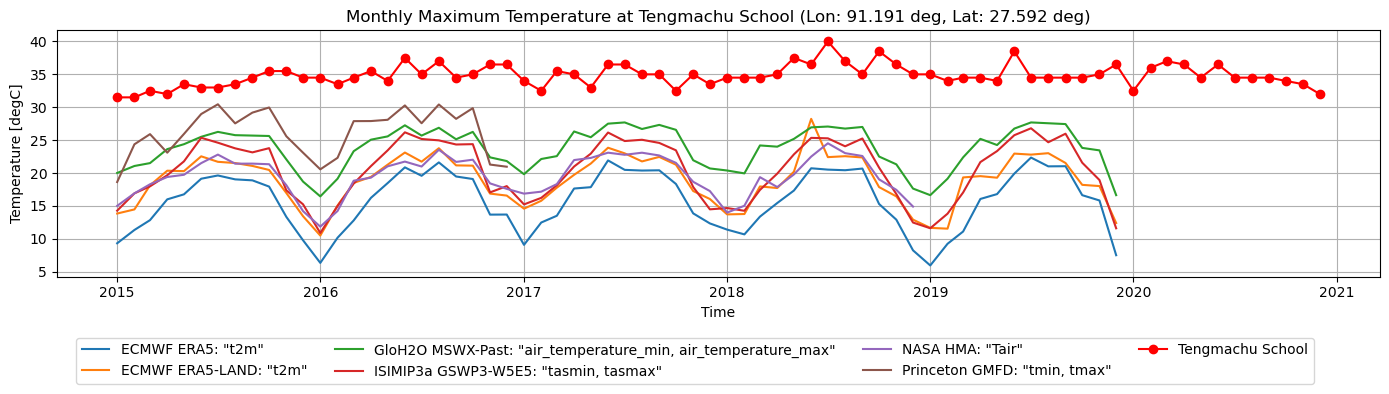 Monthly Maximum Temperature at Tengmachu School (Lon: 91.191 deg, Lat: 27.592 deg)
Temperature [degC]
40
35
30
25
20
15
10
5
2015 2016 2017 2018 2019 2020 2021
Time
ECMWF ERA5: "t2m" GloH2O MSWX-Past: "air_temperature_min, air_temperature_max" NASA HMA: "Tair" Tengmachu School
ECMWF ERA5-LAND: "t2m" ISIMIP3a GSWP3-W5E5: "tasmin, tasmax" Princeton GMFD: "tmin, tmax"